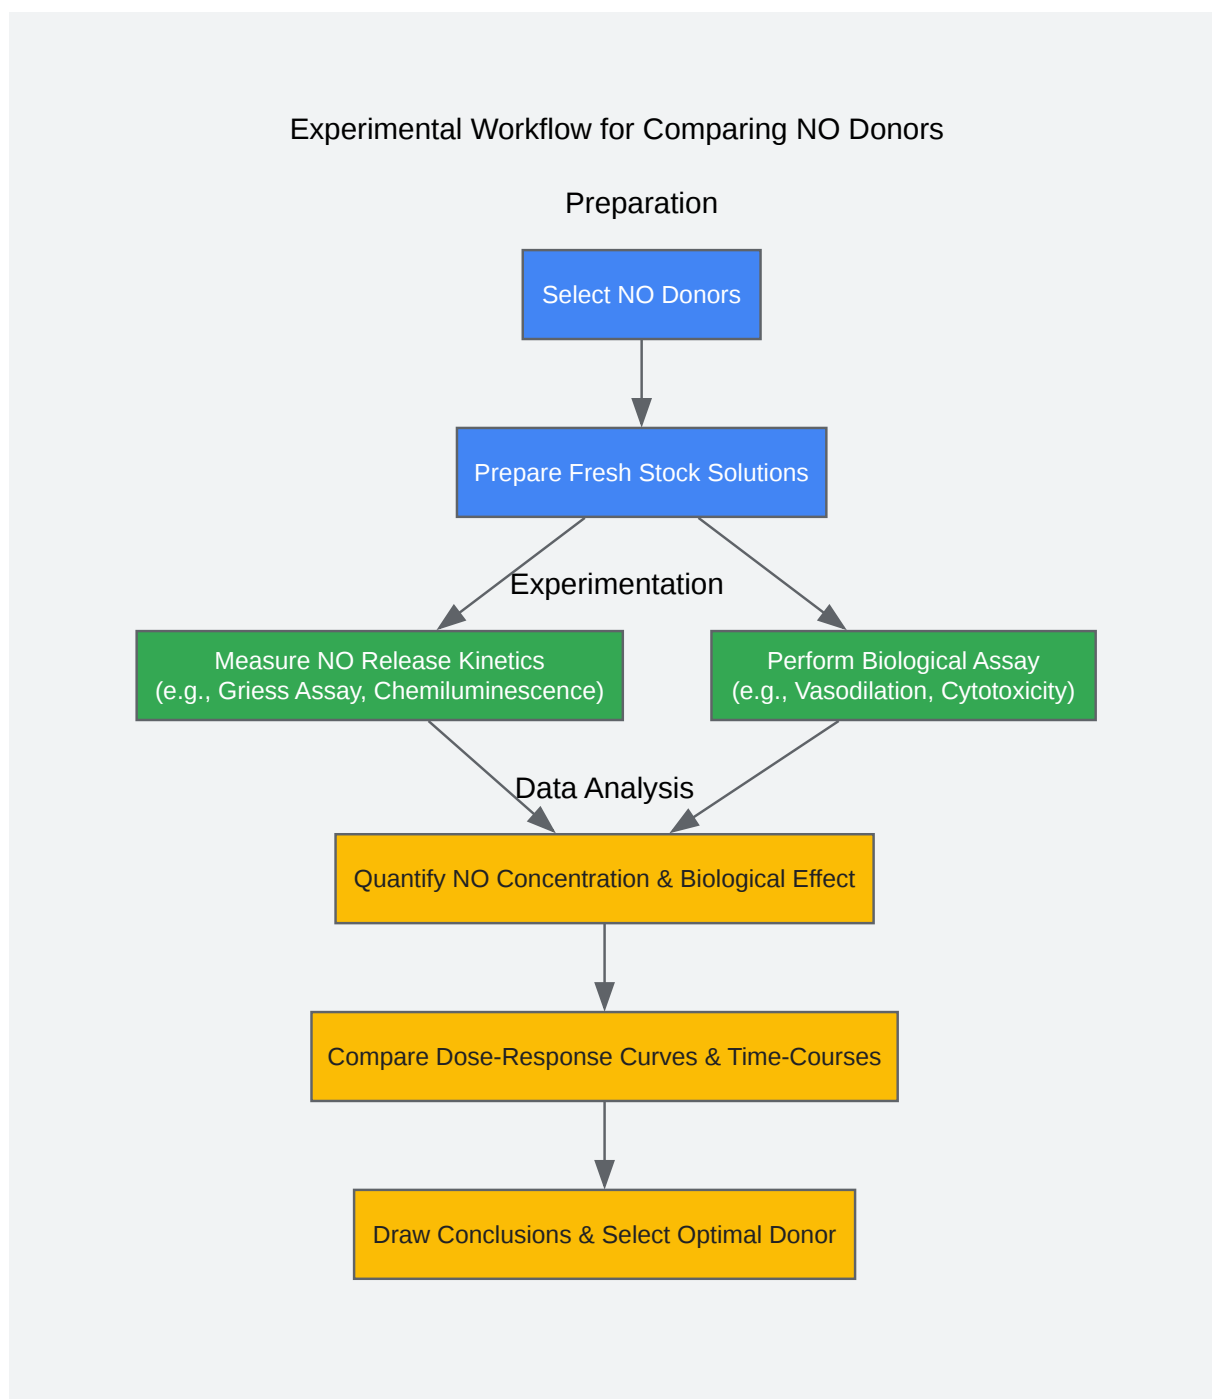 Experimental Workflow for Comparing NO Donors
Preparation
Select NO Donors
Prepare Fresh Stock Solutions
Experimentation
Measure NO Release Kinetics
(e.g., Griess Assay, Chemiluminescence)
Perform Biological Assay
(e.g., Vasodilation, Cytotoxicity)
Data Analysis
Quantify NO Concentration & Biological Effect
Compare Dose-Response Curves & Time-Courses
Draw Conclusions & Select Optimal Donor